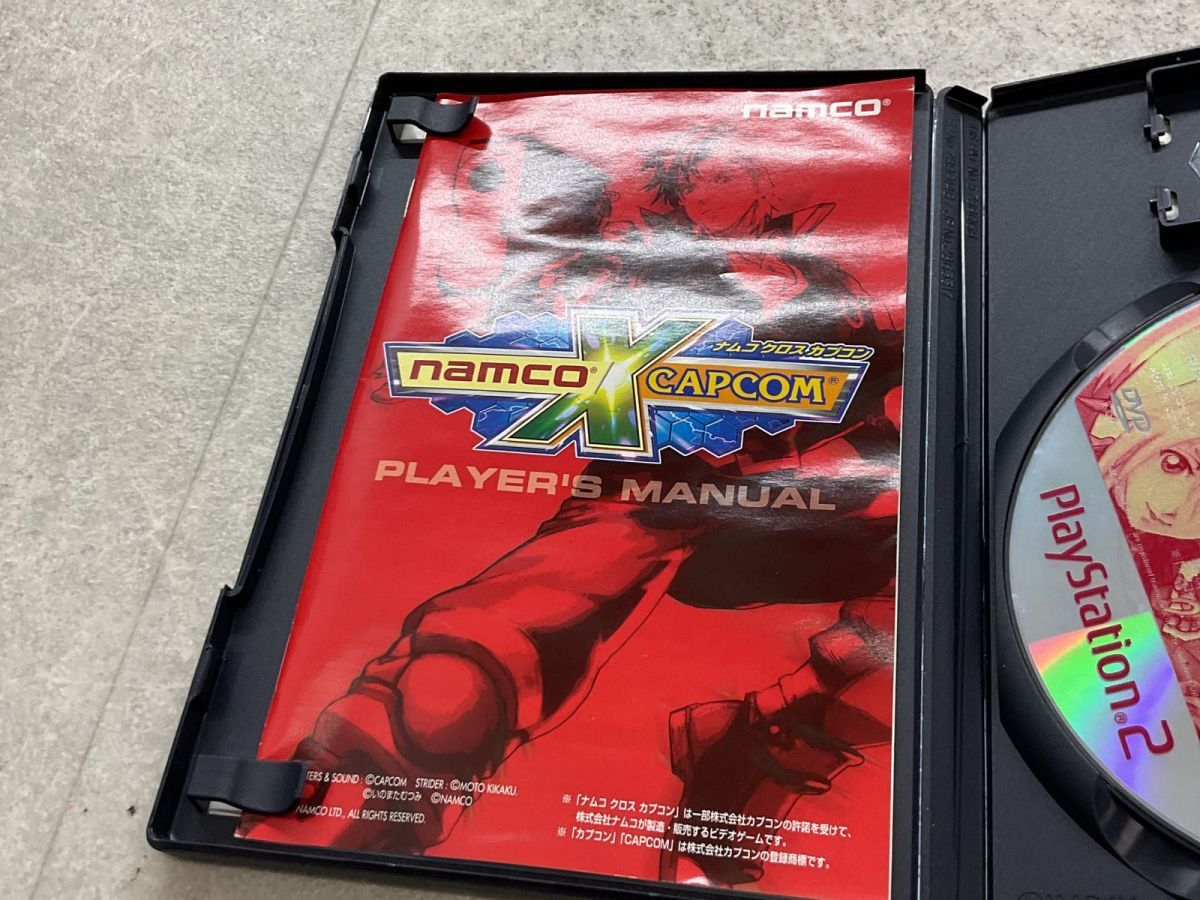 namco®
ナムコ クロス カプコン
namco® X CAPCOM®
PLAYER'S MANUAL
TERS & SOUND : ©CAPCOM STRIDER : ©MOTO KIKAKU.
©いのまたむつみ ©NAMCO
NAMCO LTD., ALL RIGHTS RESERVED.
※「ナムコ クロス カプコン」は一部株式会社カプコンの許諾を受けて、
株式会社ナムコが製造・販売するビデオゲームです。
※「カプコン」「CAPCOM」は株式会社カプコンの登録商標です。
DVD
PlayStation®2